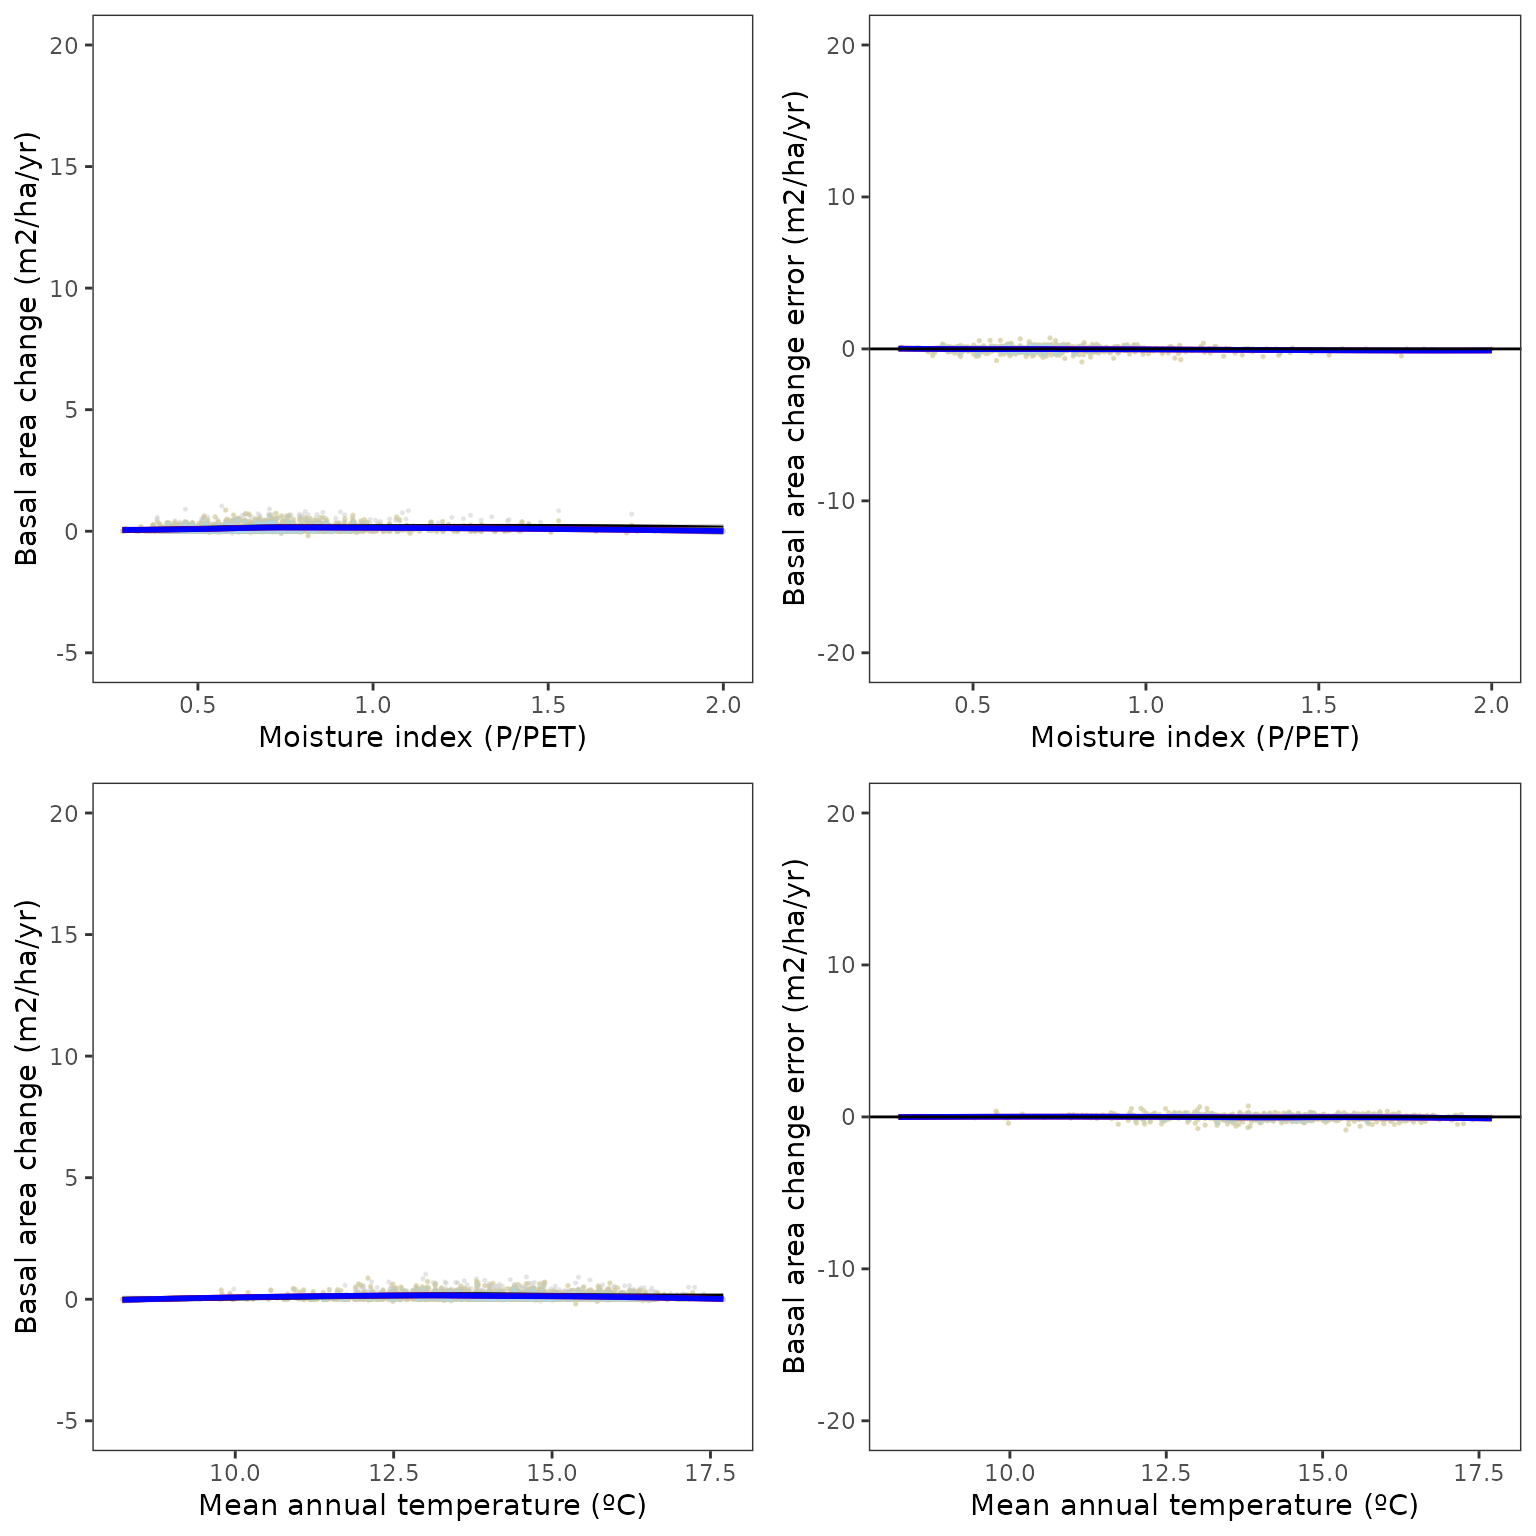 Basal area change (m2/ha/yr)
20
15
10
5
0
-5
0.5 1.0 1.5 2.0
Moisture index (P/PET)
Basal area change error (m2/ha/yr)
20
10
0
-10
-20
0.5 1.0 1.5 2.0
Moisture index (P/PET)
Basal area change (m2/ha/yr)
20
15
10
5
0
-5
10.0 12.5 15.0 17.5
Mean annual temperature (ºC)
Basal area change error (m2/ha/yr)
20
10
0
-10
-20
10.0 12.5 15.0 17.5
Mean annual temperature (ºC)